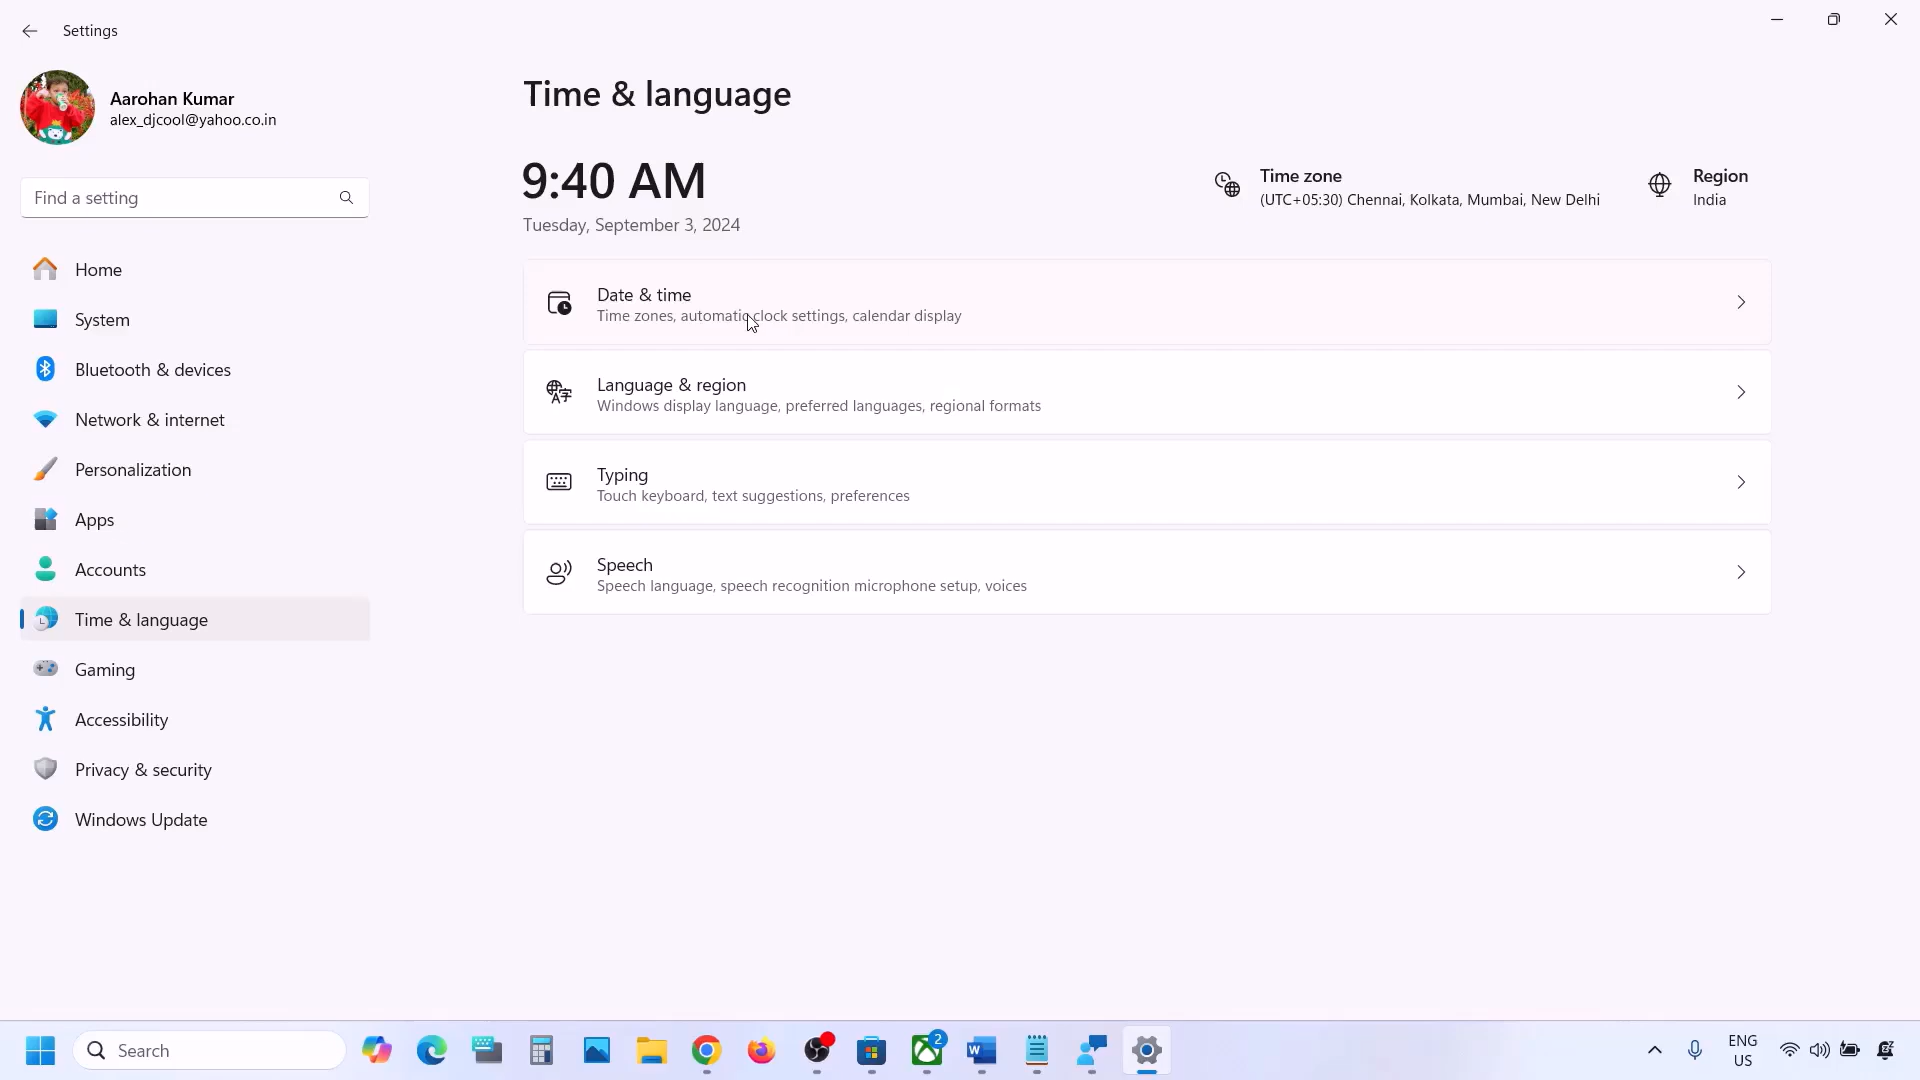 Settings
Aarohan Kumar
alex_djcool@yahoo.co.in
Find a setting
Home
System
Bluetooth & devices
Network & internet
Personalization
Apps
Accounts
Time & language
Gaming
Accessibility
Privacy & security
Windows Update
Time & language
9:40 AM
Tuesday, September 3, 2024
Time zone
(UTC+05:30) Chennai, Kolkata, Mumbai, New Delhi
Region
India
Date & time
Time zones, automatic clock settings, calendar display
Language & region
Windows display language, preferred languages, regional formats
Typing
Touch keyboard, text suggestions, preferences
Speech
Speech language, speech recognition microphone setup, voices
Search
2
ENG
US